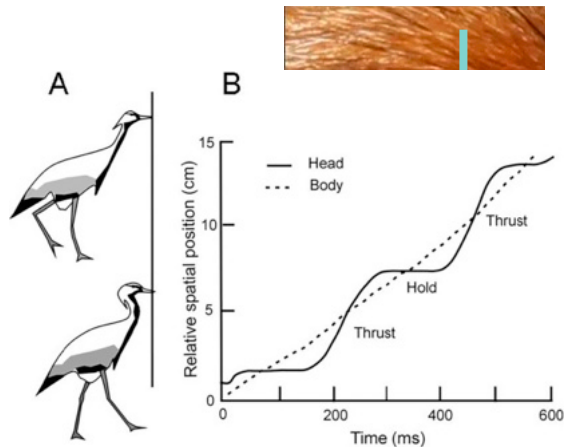 A
B
Relative spatial position (cm)
15
10
5
0
Head
Body
Thrust
Hold
Thrust
0
200
400
600
Time (ms)